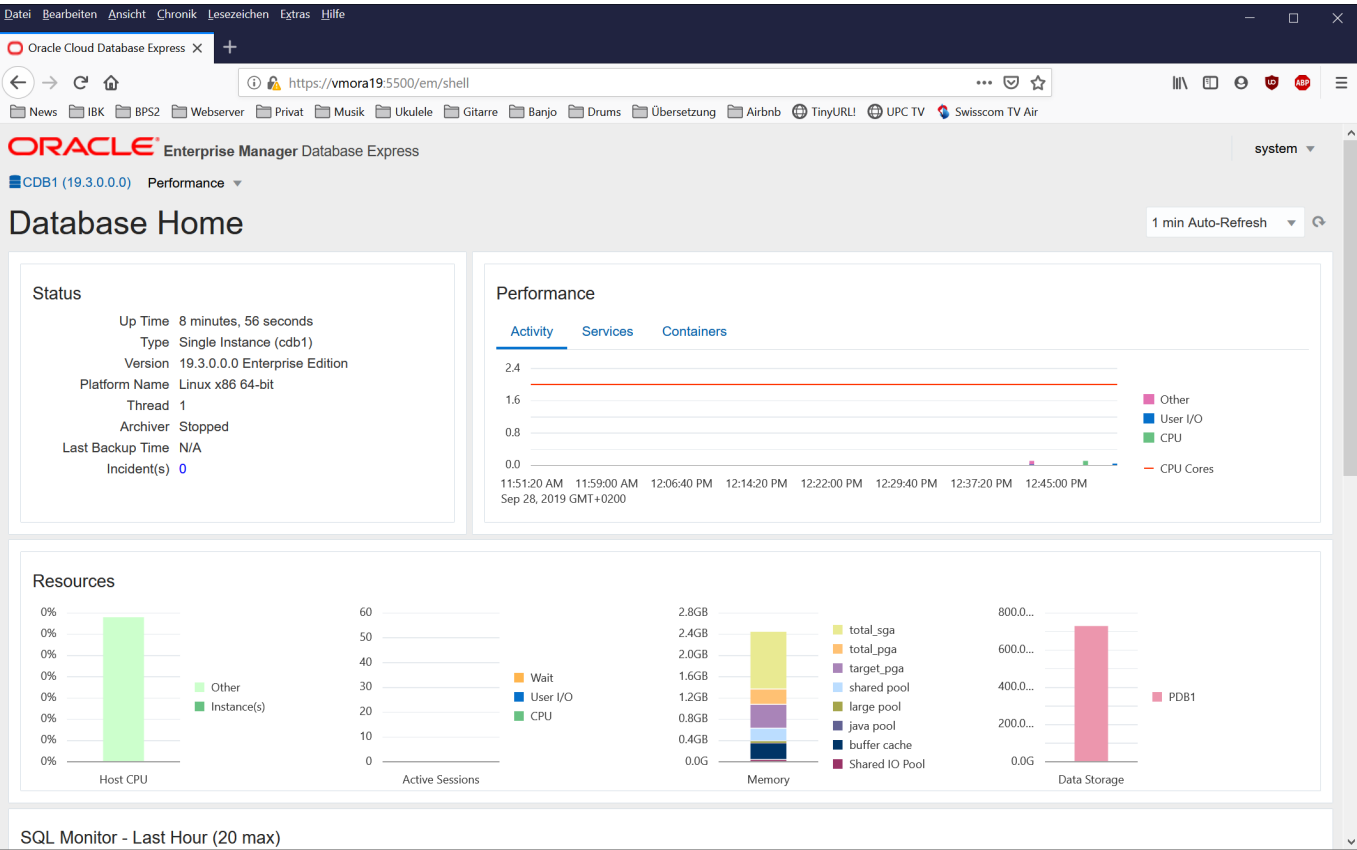 Datei Bearbeiten Ansicht Chronik Lesezeichen Extras Hilfe
Oracle Cloud Database Express
https://vmora19:5500/em/shell
ABP
News IBK BPS2 Webserver Privat Musik Ukulele Gitarre Banjo Drums Übersetzung Airbnb TinyURL! UPC TV Swisscom TV Air
ORACLE Enterprise Manager Database Express
system
CDB1 (19.3.0.0.0) Performance
Database Home
1 min Auto-Refresh
Status
Up Time 8 minutes, 56 seconds
Type Single Instance (cdb1)
Version 19.3.0.0.0 Enterprise Edition
Platform Name Linux x86 64-bit
Thread 1
Archiver Stopped
Last Backup Time N/A
Incident(s) 0
Performance
Activity Services Containers
2.4
1.6
0.8
0.0
11:51:20 AM 11:59:00 AM 12:06:40 PM 12:14:20 PM 12:22:00 PM 12:29:40 PM 12:37:20 PM 12:45:00 PM
Sep 28, 2019 GMT+0200
Other
User I/O
CPU
CPU Cores
Resources
0%
0%
0%
0%
0%
0%
0%
0%
Other
Instance(s)
Host CPU
60
50
40
30
20
10
0
Wait
User I/O
CPU
Active Sessions
2.8GB
2.4GB
2.0GB
1.6GB
1.2GB
0.8GB
0.4GB
0.0G
total_sga
total_pga
target_pga
shared pool
large pool
java pool
buffer cache
Shared IO Pool
Memory
800.0...
600.0...
400.0...
200.0...
0.0G
PDB1
Data Storage
SQL Monitor - Last Hour (20 max)